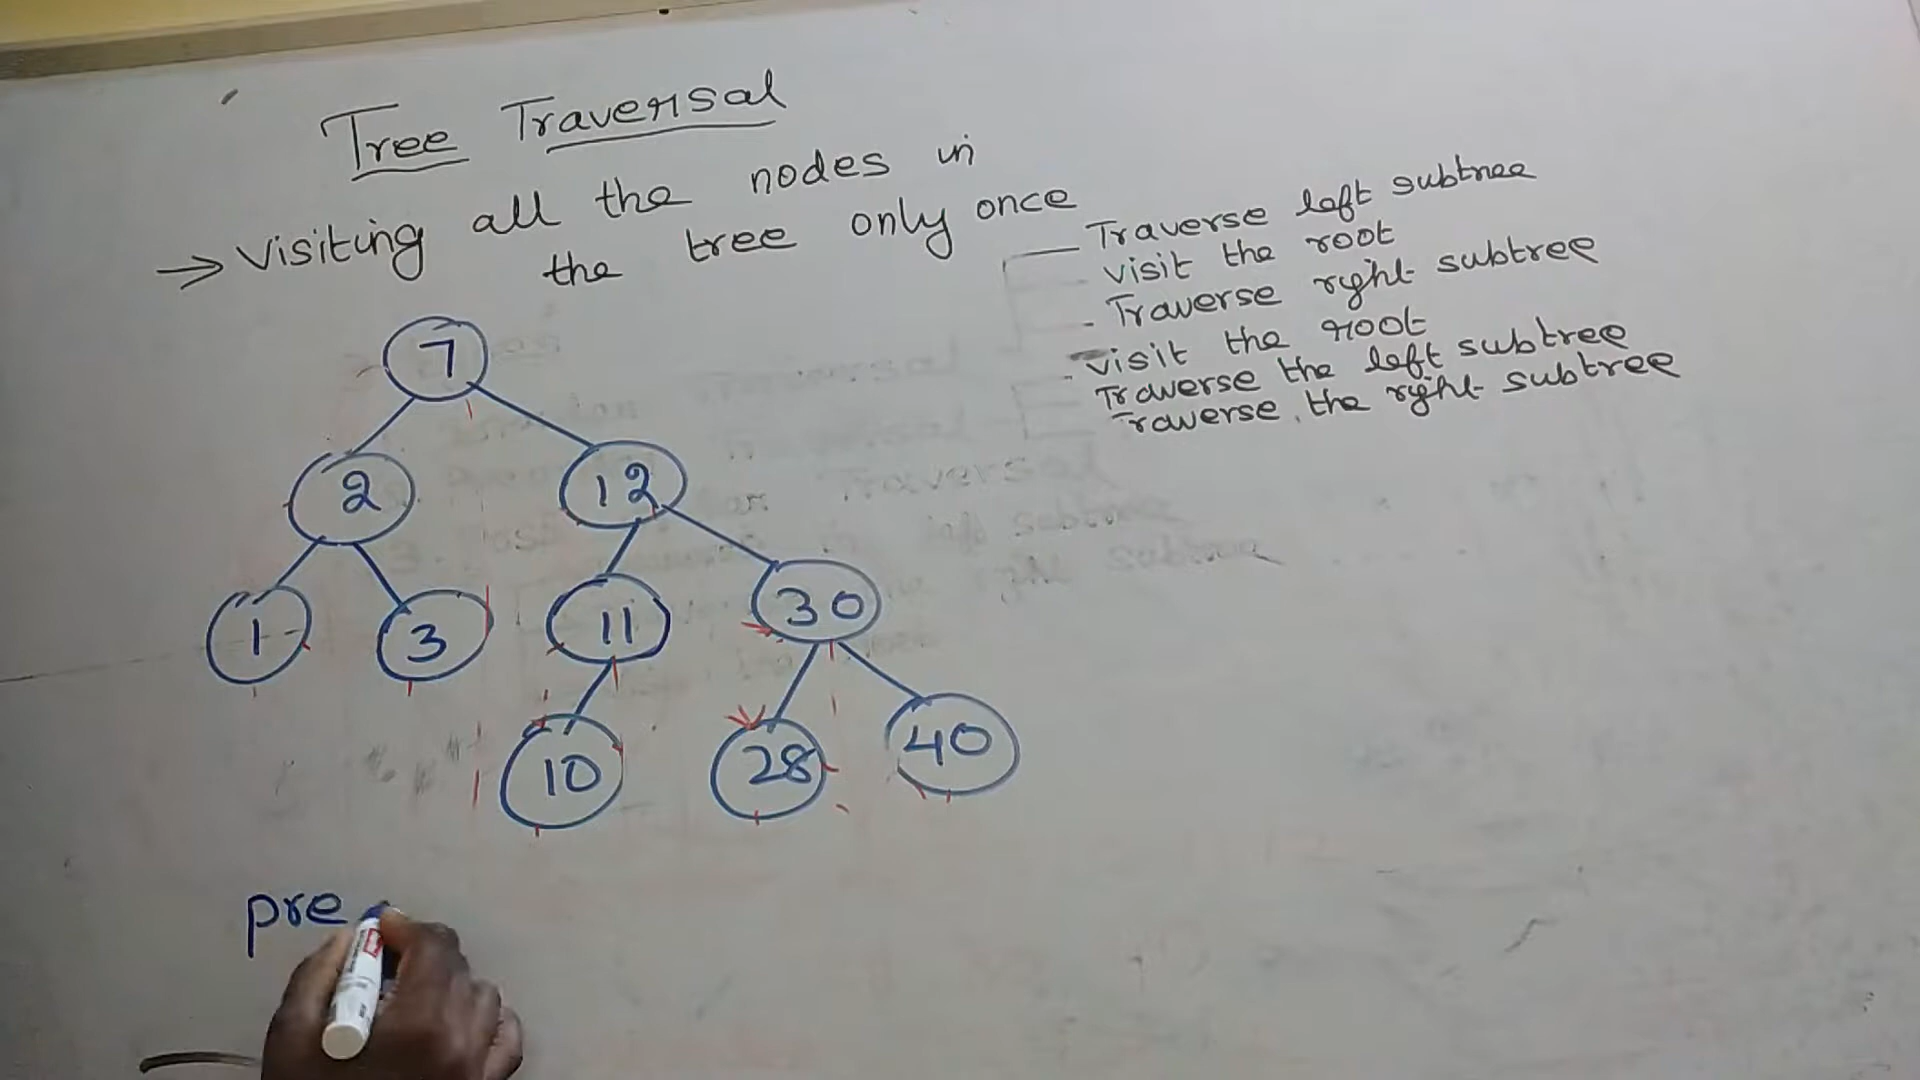 Tree Traversal
→ Visiting all the nodes in
the tree only once
Traverse left subtree
visit the root
Traverse right subtree
visit the root
Traverse the left subtree
Traverse the right subtree
7
2 12
1 3 11 30
10 28 40
pre